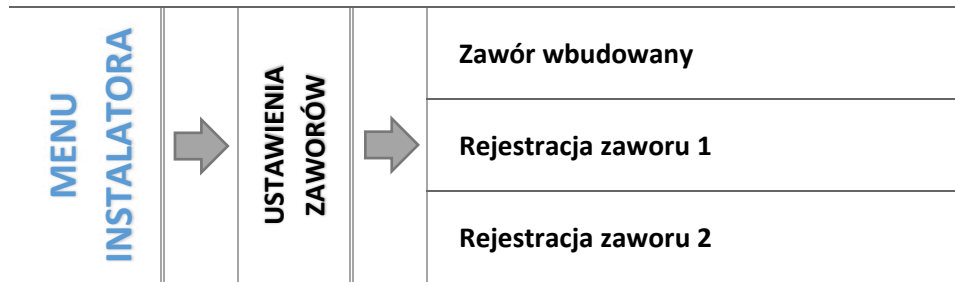 MENU
INSTALATORA
USTAWIENIA
ZAWORÓW
Zawór wbudowany
Rejestracja zaworu 1
Rejestracja zaworu 2